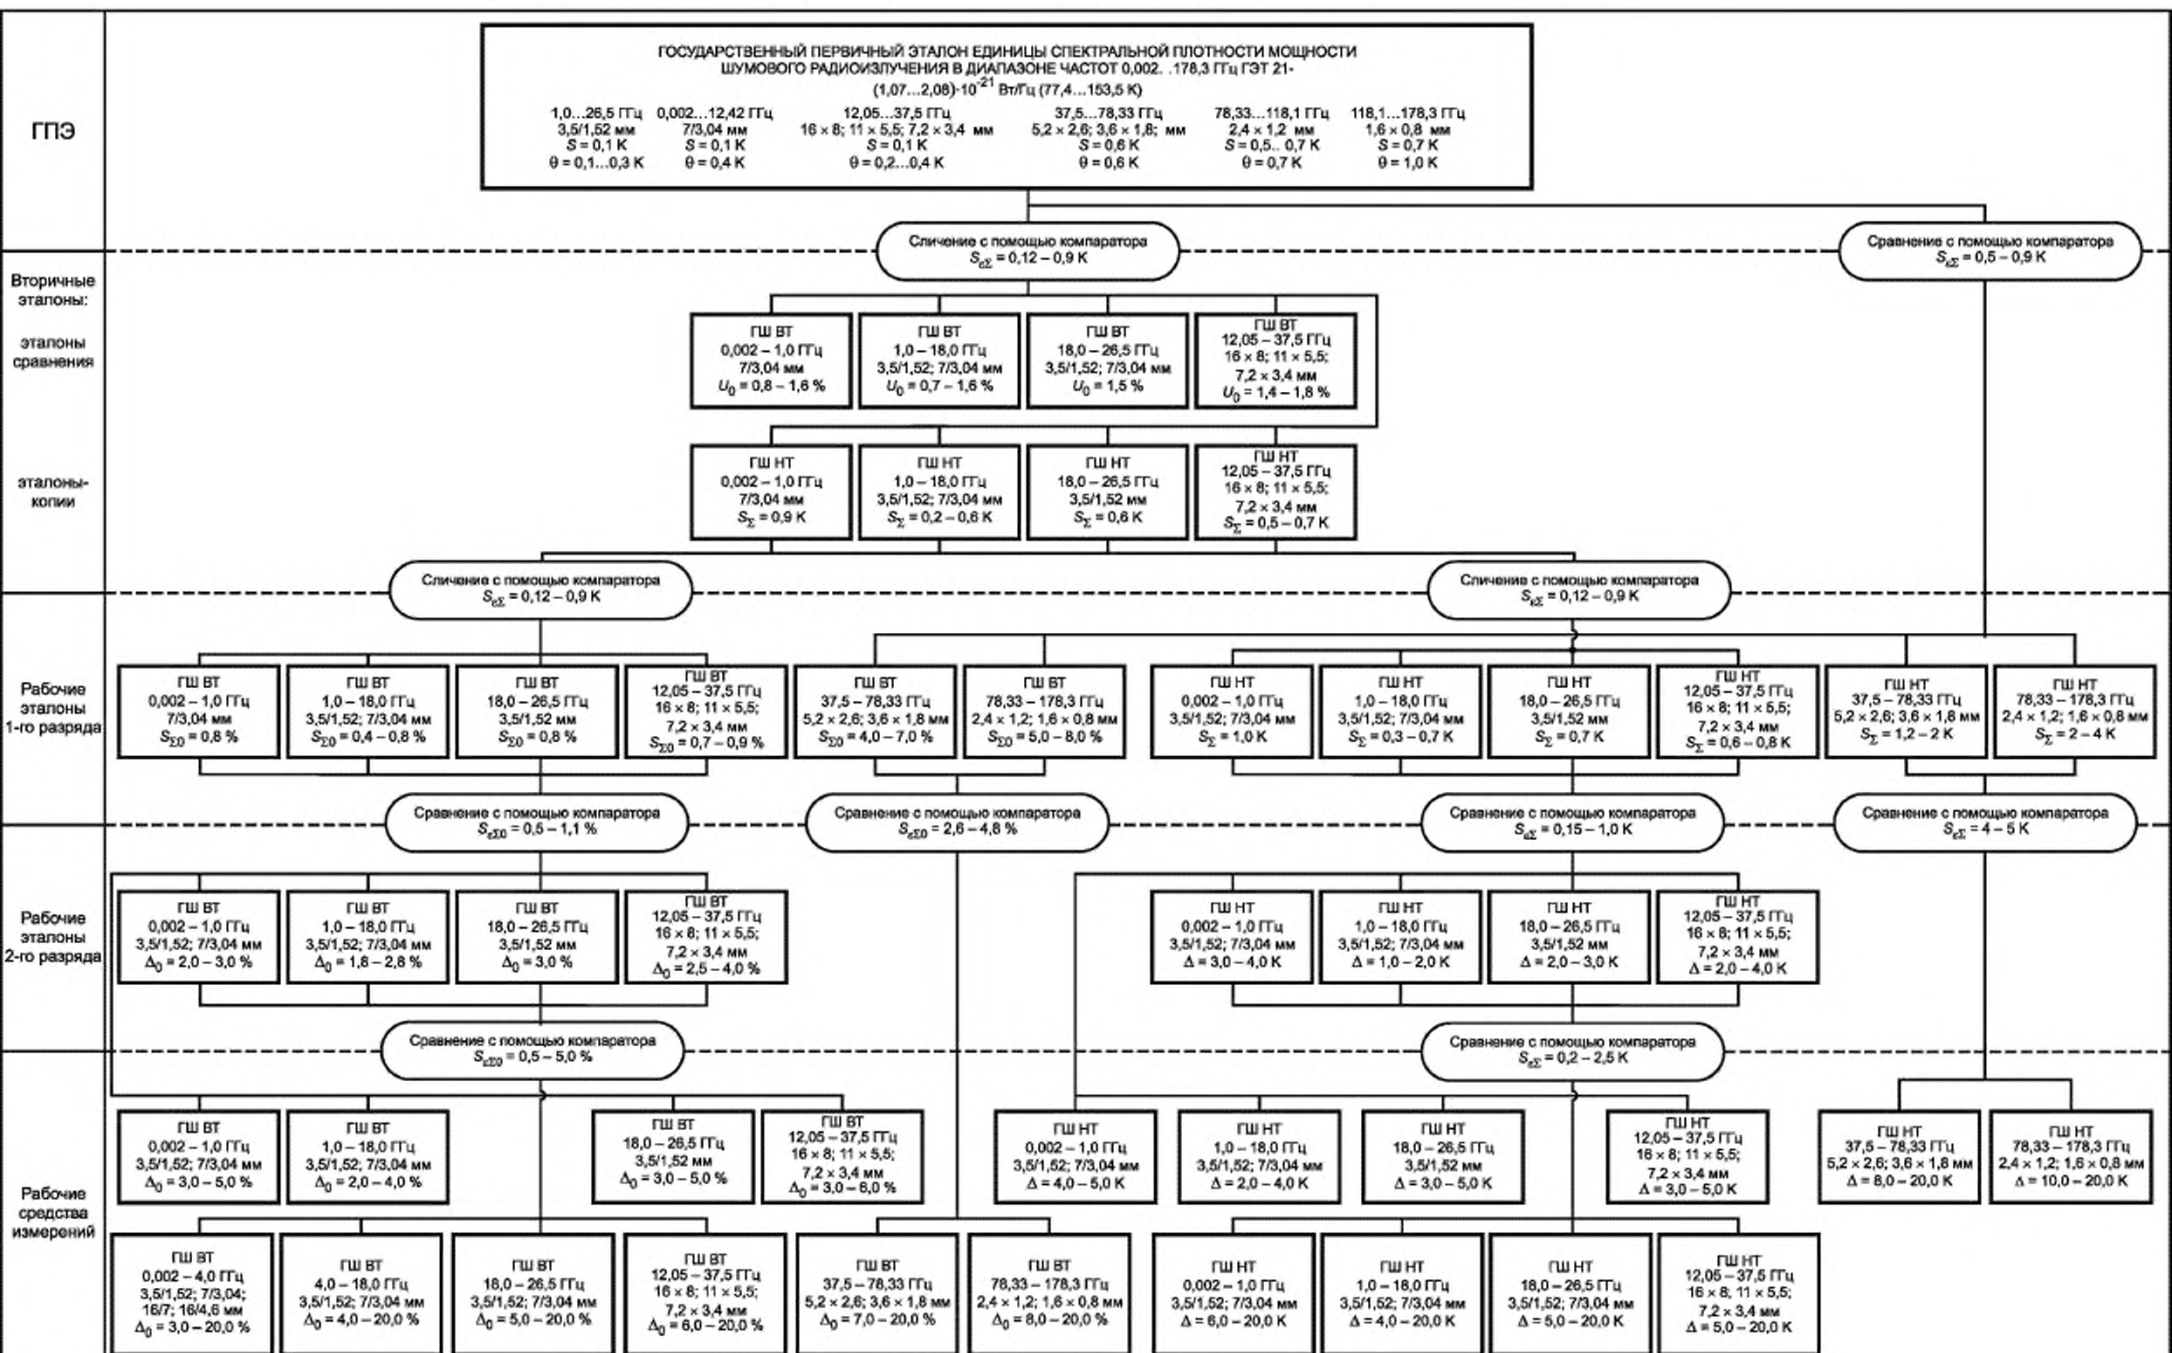 ГПЭ
ГОСУДАРСТВЕННЫЙ ПЕРВИЧНЫЙ ЭТАЛОН ЕДИНИЦЫ СПЕКТРАЛЬНОЙ ПЛОТНОСТИ МОЩНОСТИ
ШУМОВОГО РАДИОИЗЛУЧЕНИЯ В ДИАПАЗОНЕ ЧАСТОТ 0,002. .178,3 ГГц ГЭТ 21-
(1,07...2,08)·10⁻²¹ Вт/Гц (77,4...153,5 К)
1,0...26,5 ГГц
3,5/1,52 мм
S = 0,1 К
θ = 0,1...0,3 К
0,002...12,42 ГГц
7/3,04 мм
S = 0,1 К
θ = 0,4 К
12,05...37,5 ГГц
16 × 8; 11 × 5,5; 7,2 × 3,4 мм
S = 0,1 К
θ = 0,2...0,4 К
37,5...78,33 ГГц
5,2 × 2,6; 3,6 × 1,8; мм
S = 0,6 К
θ = 0,6 К
78,33...118,1 ГГц
2,4 × 1,2 мм
S = 0,5.. 0,7 К
θ = 0,7 К
118,1...178,3 ГГц
1,6 × 0,8 мм
S = 0,7 К
θ = 1,0 К
Сличение с помощью компаратора
SεΣ = 0,12 – 0,9 К
Сравнение с помощью компаратора
SεΣ = 0,5 – 0,9 К
Вторичные
эталоны:
эталоны
сравнения
ГШ ВТ
0,002 – 1,0 ГГц
7/3,04 мм
U0 = 0,8 – 1,6 %
ГШ ВТ
1,0 – 18,0 ГГц
3,5/1,52; 7/3,04 мм
U0 = 0,7 – 1,6 %
ГШ ВТ
18,0 – 26,5 ГГц
3,5/1,52; 7/3,04 мм
U0 = 1,5 %
ГШ ВТ
12,05 – 37,5 ГГц
16 × 8; 11 × 5,5;
7,2 × 3,4 мм
U0 = 1,4 – 1,8 %
эталоны-
копии
ГШ НТ
0,002 – 1,0 ГГц
7/3,04 мм
SΣ = 0,9 К
ГШ НТ
1,0 – 18,0 ГГц
3,5/1,52; 7/3,04 мм
SΣ = 0,2 – 0,6 К
ГШ НТ
18,0 – 26,5 ГГц
3,5/1,52 мм
SΣ = 0,6 К
ГШ НТ
12,05 – 37,5 ГГц
16 × 8; 11 × 5,5;
7,2 × 3,4 мм
SΣ = 0,5 – 0,7 К
Сличение с помощью компаратора
SεΣ = 0,12 – 0,9 К
Сличение с помощью компаратора
SεΣ = 0,12 – 0,9 К
Рабочие
эталоны
1-го разряда
ГШ ВТ
0,002 – 1,0 ГГц
7/3,04 мм
SΣ0 = 0,8 %
ГШ ВТ
1,0 – 18,0 ГГц
3,5/1,52; 7/3,04 мм
SΣ0 = 0,4 – 0,8 %
ГШ ВТ
18,0 – 26,5 ГГц
3,5/1,52 мм
SΣ0 = 0,8 %
ГШ ВТ
12,05 – 37,5 ГГц
16 × 8; 11 × 5,5;
7,2 × 3,4 мм
SΣ0 = 0,7 – 0,9 %
ГШ ВТ
37,5 – 78,33 ГГц
5,2 × 2,6; 3,6 × 1,8 мм
SΣ0 = 4,0 – 7,0 %
ГШ ВТ
78,33 – 178,3 ГГц
2,4 × 1,2; 1,6 × 0,8 мм
SΣ0 = 5,0 – 8,0 %
ГШ НТ
0,002 – 1,0 ГГц
3,5/1,52; 7/3,04 мм
SΣ = 1,0 К
ГШ НТ
1,0 – 18,0 ГГц
3,5/1,52; 7/3,04 мм
SΣ = 0,3 – 0,7 К
ГШ НТ
18,0 – 26,5 ГГц
3,5/1,52 мм
SΣ = 0,7 К
ГШ НТ
12,05 – 37,5 ГГц
16 × 8; 11 × 5,5;
7,2 × 3,4 мм
SΣ = 0,6 – 0,8 К
ГШ НТ
37,5 – 78,33 ГГц
5,2 × 2,6; 3,6 × 1,8 мм
SΣ = 1,2 – 2 К
ГШ НТ
78,33 – 178,3 ГГц
2,4 × 1,2; 1,6 × 0,8 мм
SΣ = 2 – 4 К
Сравнение с помощью компаратора
SεΣ0 = 0,5 – 1,1 %
Сравнение с помощью компаратора
SεΣ0 = 2,6 – 4,8 %
Сравнение с помощью компаратора
SεΣ = 0,15 – 1,0 К
Сравнение с помощью компаратора
SεΣ = 4 – 5 К
Рабочие
эталоны
2-го разряда
ГШ ВТ
0,002 – 1,0 ГГц
3,5/1,52; 7/3,04 мм
Δ0 = 2,0 – 3,0 %
ГШ ВТ
1,0 – 18,0 ГГц
3,5/1,52; 7/3,04 мм
Δ0 = 1,6 – 2,8 %
ГШ ВТ
18,0 – 26,5 ГГц
3,5/1,52 мм
Δ0 = 3,0 %
ГШ ВТ
12,05 – 37,5 ГГц
16 × 8; 11 × 5,5;
7,2 × 3,4 мм
Δ0 = 2,5 – 4,0 %
ГШ НТ
0,002 – 1,0 ГГц
3,5/1,52; 7/3,04 мм
Δ = 3,0 – 4,0 К
ГШ НТ
1,0 – 18,0 ГГц
3,5/1,52; 7/3,04 мм
Δ = 1,0 – 2,0 К
ГШ НТ
18,0 – 26,5 ГГц
3,5/1,52 мм
Δ = 2,0 – 3,0 К
ГШ НТ
12,05 – 37,5 ГГц
16 × 8; 11 × 5,5;
7,2 × 3,4 мм
Δ = 2,0 – 4,0 К
Сравнение с помощью компаратора
SεΣ0 = 0,5 – 5,0 %
Сравнение с помощью компаратора
SεΣ = 0,2 – 2,5 К
Рабочие
средства
измерений
ГШ ВТ
0,002 – 1,0 ГГц
3,5/1,52; 7/3,04 мм
Δ0 = 3,0 – 5,0 %
ГШ ВТ
1,0 – 18,0 ГГц
3,5/1,52; 7/3,04 мм
Δ0 = 2,0 – 4,0 %
ГШ ВТ
18,0 – 26,5 ГГц
3,5/1,52 мм
Δ0 = 3,0 – 5,0 %
ГШ ВТ
12,05 – 37,5 ГГц
16 × 8; 11 × 5,5;
7,2 × 3,4 мм
Δ0 = 3,0 – 6,0 %
ГШ НТ
0,002 – 1,0 ГГц
3,5/1,52; 7/3,04 мм
Δ = 4,0 – 5,0 К
ГШ НТ
1,0 – 18,0 ГГц
3,5/1,52; 7/3,04 мм
Δ = 2,0 – 4,0 К
ГШ НТ
18,0 – 26,5 ГГц
3,5/1,52 мм
Δ = 3,0 – 5,0 К
ГШ НТ
12,05 – 37,5 ГГц
16 × 8; 11 × 5,5;
7,2 × 3,4 мм
Δ = 3,0 – 5,0 К
ГШ НТ
37,5 – 78,33 ГГц
5,2 × 2,6; 3,6 × 1,8 мм
Δ = 8,0 – 20,0 К
ГШ НТ
78,33 – 178,3 ГГц
2,4 × 1,2; 1,6 × 0,8 мм
Δ = 10,0 – 20,0 К
ГШ ВТ
0,002 – 4,0 ГГц
3,5/1,52; 7/3,04;
16/7; 16/4,6 мм
Δ0 = 3,0 – 20,0 %
ГШ ВТ
4,0 – 18,0 ГГц
3,5/1,52; 7/3,04 мм
Δ0 = 4,0 – 20,0 %
ГШ ВТ
18,0 – 26,5 ГГц
3,5/1,52; 7/3,04 мм
Δ0 = 5,0 – 20,0 %
ГШ ВТ
12,05 – 37,5 ГГц
16 × 8; 11 × 5,5;
7,2 × 3,4 мм
Δ0 = 6,0 – 20,0 %
ГШ ВТ
37,5 – 78,33 ГГц
5,2 × 2,6; 3,6 × 1,8 мм
Δ0 = 7,0 – 20,0 %
ГШ ВТ
78,33 – 178,3 ГГц
2,4 × 1,2; 1,6 × 0,8 мм
Δ0 = 8,0 – 20,0 %
ГШ НТ
0,002 – 1,0 ГГц
3,5/1,52; 7/3,04 мм
Δ = 6,0 – 20,0 К
ГШ НТ
1,0 – 18,0 ГГц
3,5/1,52; 7/3,04 мм
Δ = 4,0 – 20,0 К
ГШ НТ
18,0 – 26,5 ГГц
3,5/1,52; 7/3,04 мм
Δ = 5,0 – 20,0 К
ГШ НТ
12,05 – 37,5 ГГц
16 × 8; 11 × 5,5;
7,2 × 3,4 мм
Δ = 5,0 – 20,0 К